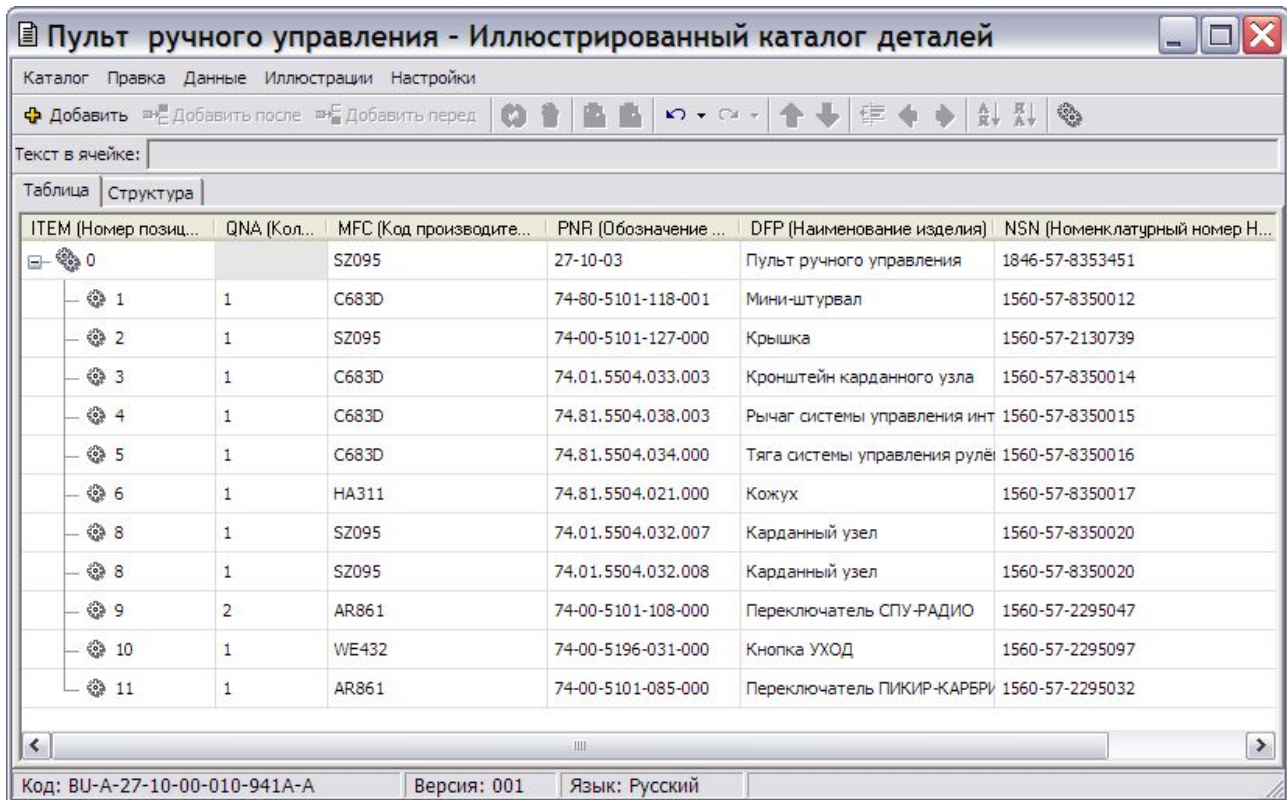 Пульт ручного управления - Иллюстрированный каталог деталей
Каталог Правка Данные Иллюстрации Настройки
Добавить Добавить после Добавить перед
Текст в ячейке:
Таблица Структура
ITEM (Номер позиц... QNA (Кол... MFC (Код производите... PNR (Обозначение ... DFP (Наименование изделия) NSN (Номенклатурный номер Н...
0 SZ095 27-10-03 Пульт ручного управления 1846-57-8353451
1 1 C683D 74-80-5101-118-001 Мини-штурвал 1560-57-8350012
2 1 SZ095 74-00-5101-127-000 Крышка 1560-57-2130739
3 1 C683D 74.01.5504.033.003 Кронштейн карданного узла 1560-57-8350014
4 1 C683D 74.81.5504.038.003 Рычаг системы управления инт 1560-57-8350015
5 1 C683D 74.81.5504.034.000 Тяга системы управления рулё 1560-57-8350016
6 1 HA311 74.81.5504.021.000 Кожух 1560-57-8350017
8 1 SZ095 74.01.5504.032.007 Карданный узел 1560-57-8350020
8 1 SZ095 74.01.5504.032.008 Карданный узел 1560-57-8350020
9 2 AR861 74-00-5101-108-000 Переключатель СПУ-РАДИО 1560-57-2295047
10 1 WE432 74-00-5196-031-000 Кнопка УХОД 1560-57-2295097
11 1 AR861 74-00-5101-085-000 Переключатель ПИКИР-КАРБРИ 1560-57-2295032
Код: BU-A-27-10-00-010-941A-A Версия: 001 Язык: Русский